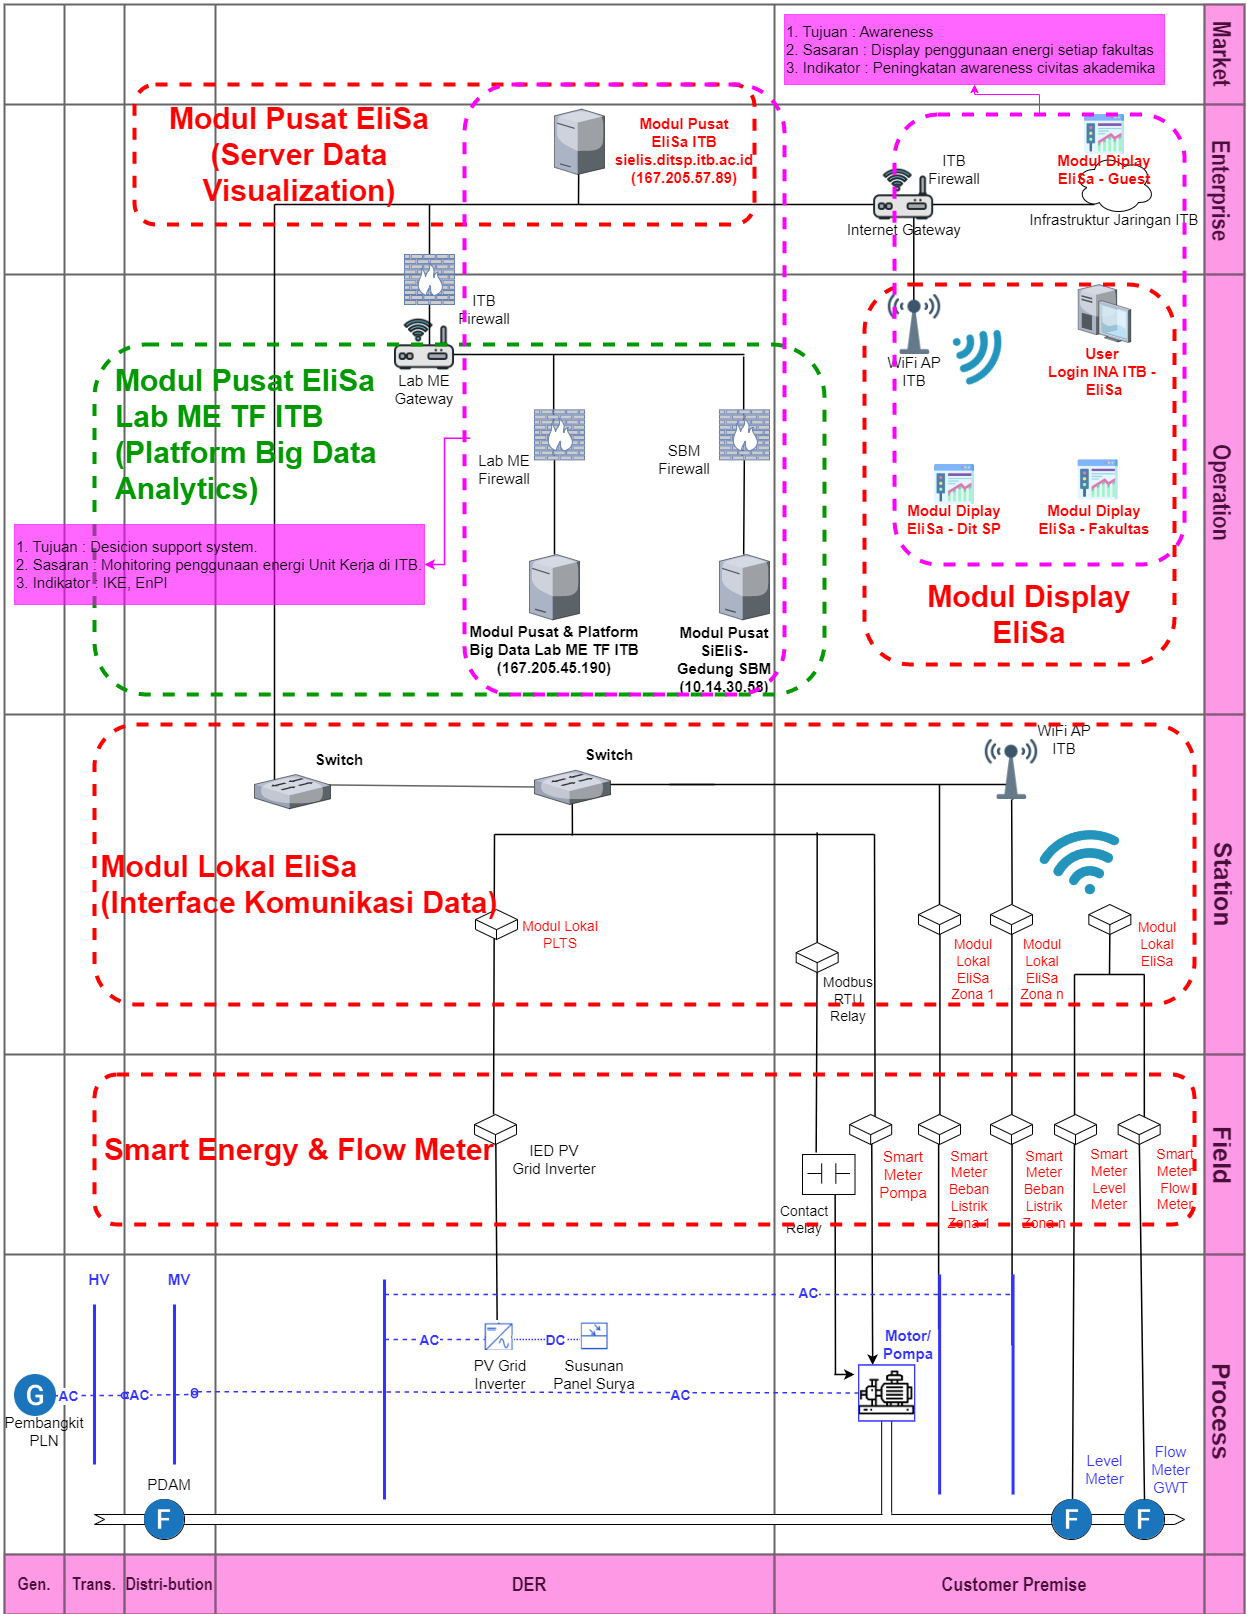 1. Tujuan : Awareness
2. Sasaran : Display penggunaan energi setiap fakultas
3. Indikator : Peningkatan awareness civitas akademika
Market
Modul Pusat EliSa
(Server Data
Visualization)
Modul Pusat
EliSa ITB
sielis.ditsp.itb.ac.id
(167.205.57.89)
ITB
Firewall
Internet Gateway
Modul Diplay
EliSa - Guest
Infrastruktur Jaringan ITB
Enterprise
ITB
Firewall
Lab ME
Gateway
WiFi AP
ITB
User
Login INA ITB -
EliSa
Modul Pusat EliSa
Lab ME TF ITB
(Platform Big Data
Analytics)
Lab ME
Firewall
SBM
Firewall
Modul Diplay
EliSa - Dit SP
Modul Diplay
EliSa - Fakultas
Operation
1. Tujuan : Desicion support system.
2. Sasaran : Monitoring penggunaan energi Unit Kerja di ITB.
3. Indikator : IKE, EnPI
Modul Display
EliSa
Modul Pusat & Platform
Big Data Lab ME TF ITB
(167.205.45.190)
Modul Pusat
SiEliS-
Gedung SBM
(10.14.30.58)
Switch
Switch
WiFi AP
ITB
Modul Lokal EliSa
(Interface Komunikasi Data)
Modul Lokal
PLTS
Modbus
RTU
Relay
Modul
Lokal
EliSa
Zona 1
Modul
Lokal
EliSa
Zona n
Modul
Lokal
EliSa
Station
Smart Energy & Flow Meter
IED PV
Grid Inverter
Contact
Relay
Smart
Meter
Pompa
Smart
Meter
Beban
Listrik
Zona 1
Smart
Meter
Beban
Listrik
Zona n
Smart
Meter
Level
Meter
Smart
Meter
Flow
Meter
Field
HV
MV
AC
AC
DC
PV Grid
Inverter
Susunan
Panel Surya
Motor/
Pompa
G
AC
AC
AC
Pembangkit
PLN
PDAM
F
Level
Meter
F
Flow
Meter
GWT
F
Process
Gen.
Trans.
Distri-bution
DER
Customer Premise